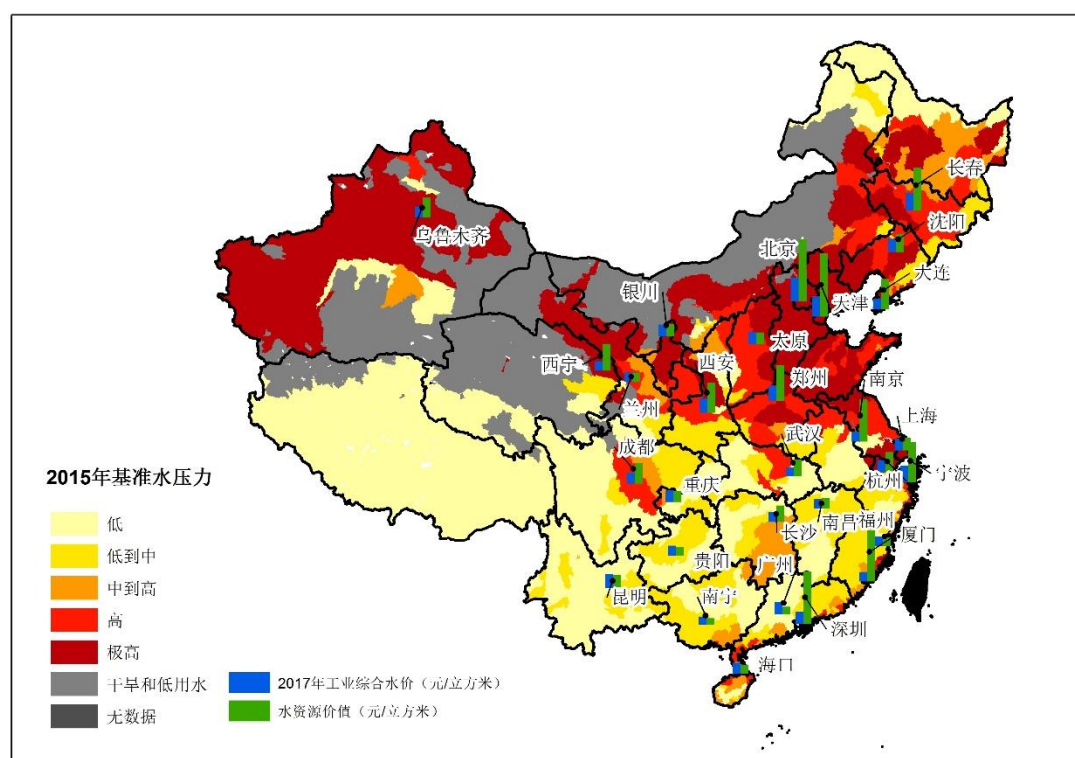 长春
沈阳
北京
乌鲁木齐
大连
银川
天津
太原
西宁
西安
郑州
南京
兰州
上海
武汉
成都
宁波
杭州
重庆
南昌
福州
长沙
厦门
贵阳
广州
昆明
南宁
深圳
海口
2015年基准水压力
低
低到中
中到高
高
极高
干旱和低用水
无数据
2017年工业综合水价（元/立方米）
水资源价值（元/立方米）